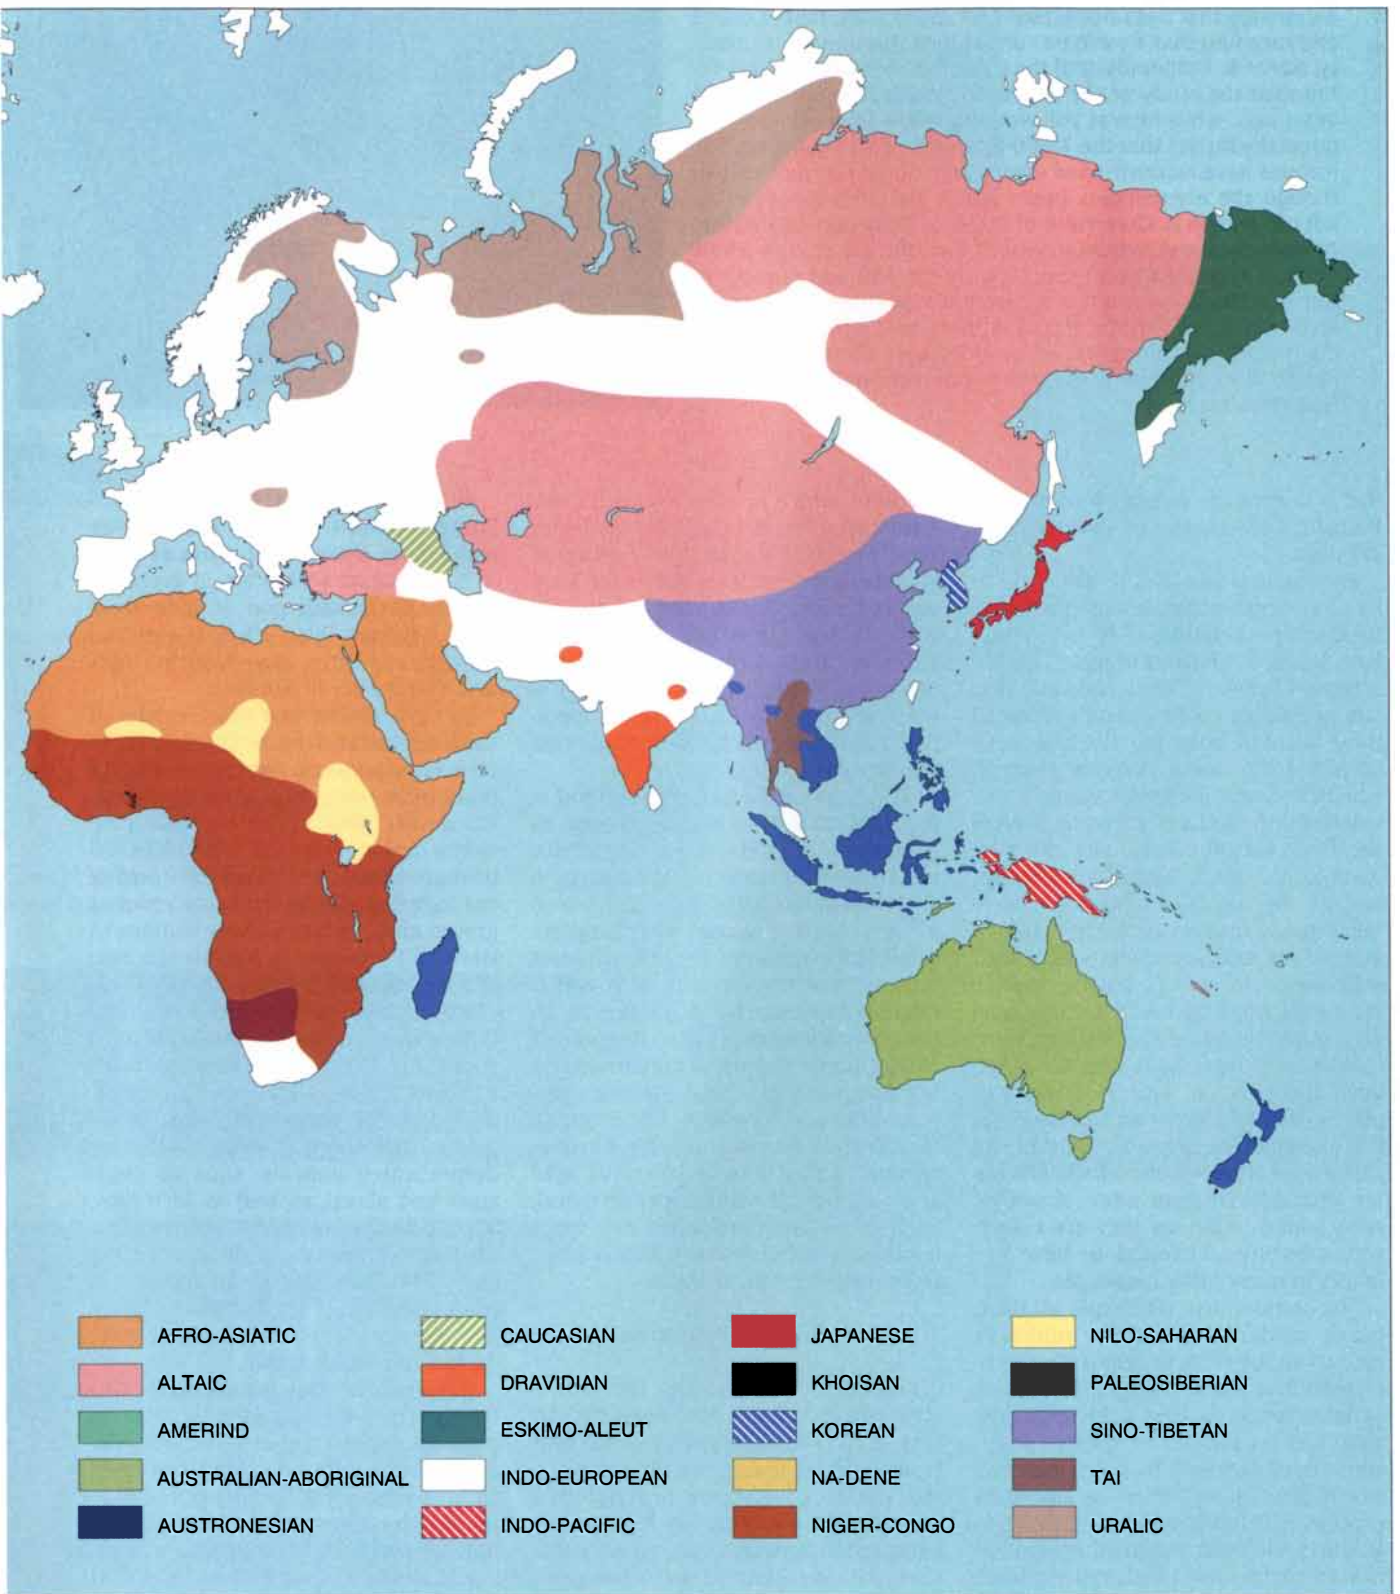 AFRO-ASIATIC
ALTAIC
AMERIND
AUSTRALIAN-ABORIGINAL
AUSTRONESIAN
CAUCASIAN
DRAVIDIAN
ESKIMO-ALEUT
INDO-EUROPEAN
INDO-PACIFIC
JAPANESE
KHOISAN
KOREAN
NA-DENE
NIGER-CONGO
NILO-SAHARAN
PALEOSIBERIAN
SINO-TIBETAN
TAI
URALIC